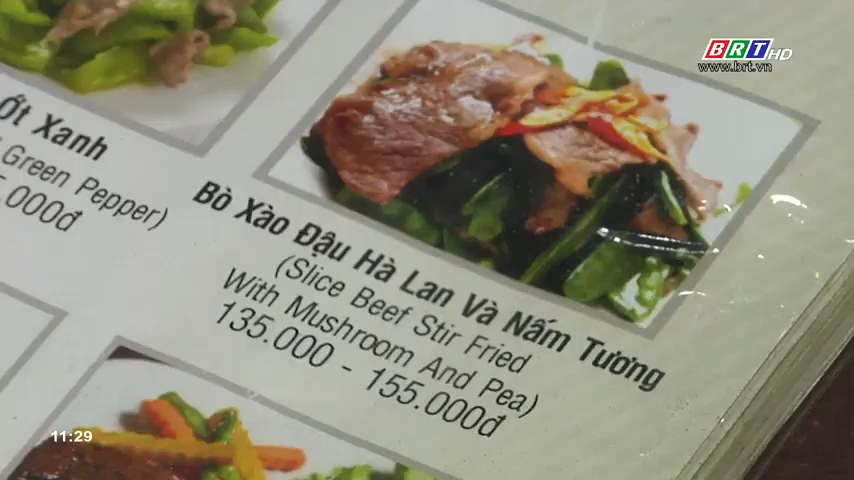 BRT HD
www.brt.vn
Ớt Xanh
Green Pepper)
5.000đ
Bò Xào Đậu Hà Lan Và Nấm Tương
(Slice Beef Stir Fried
With Mushroom And Pea)
135.000 - 155.000đ
11:29